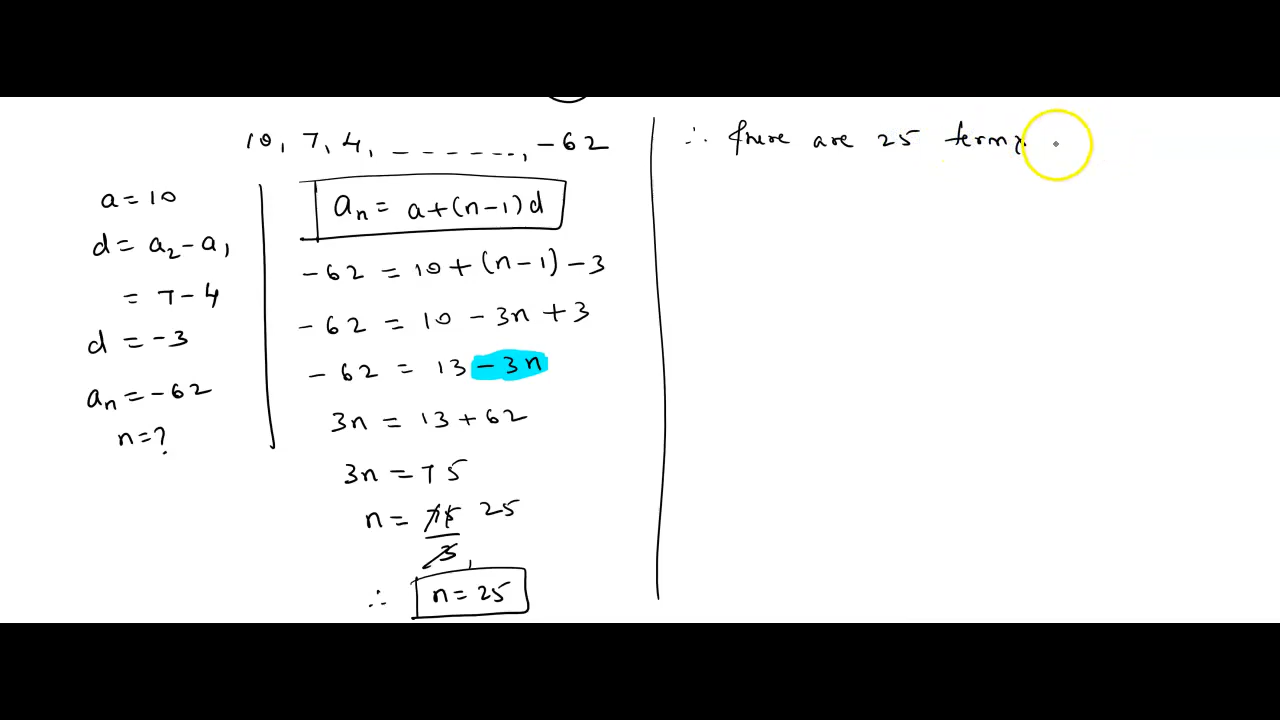 10, 7, 4, ------, -62
a = 10
d = a₂ - a₁
= 7 - 4
d = -3
aₙ = -62
n = ?
aₙ = a + (n-1)d
-62 = 10 + (n-1) -3
-62 = 10 - 3n + 3
-62 = 13 - 3n
3n = 13 + 62
3n = 75
n = 75/3 25
1
∴ n = 25
∴ there are 25 terms.